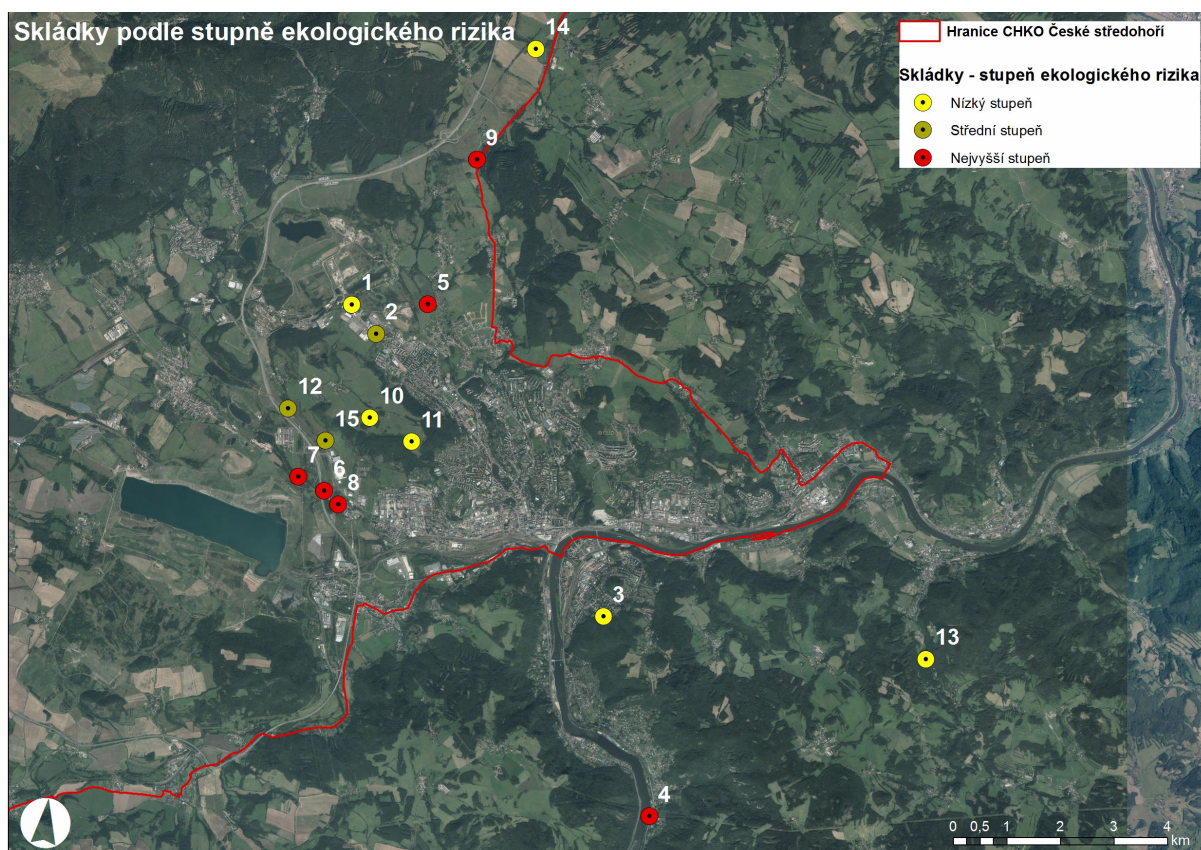 Skládky podle stupně ekologického rizika
Hranice CHKO České středohoří
Skládky - stupeň ekologického rizika
Nízký stupeň
Střední stupeň
Nejvyšší stupeň
14
9
1
5
2
12
10
15
11
7
6
8
3
13
4
0 0,5 1 2 3 4
km